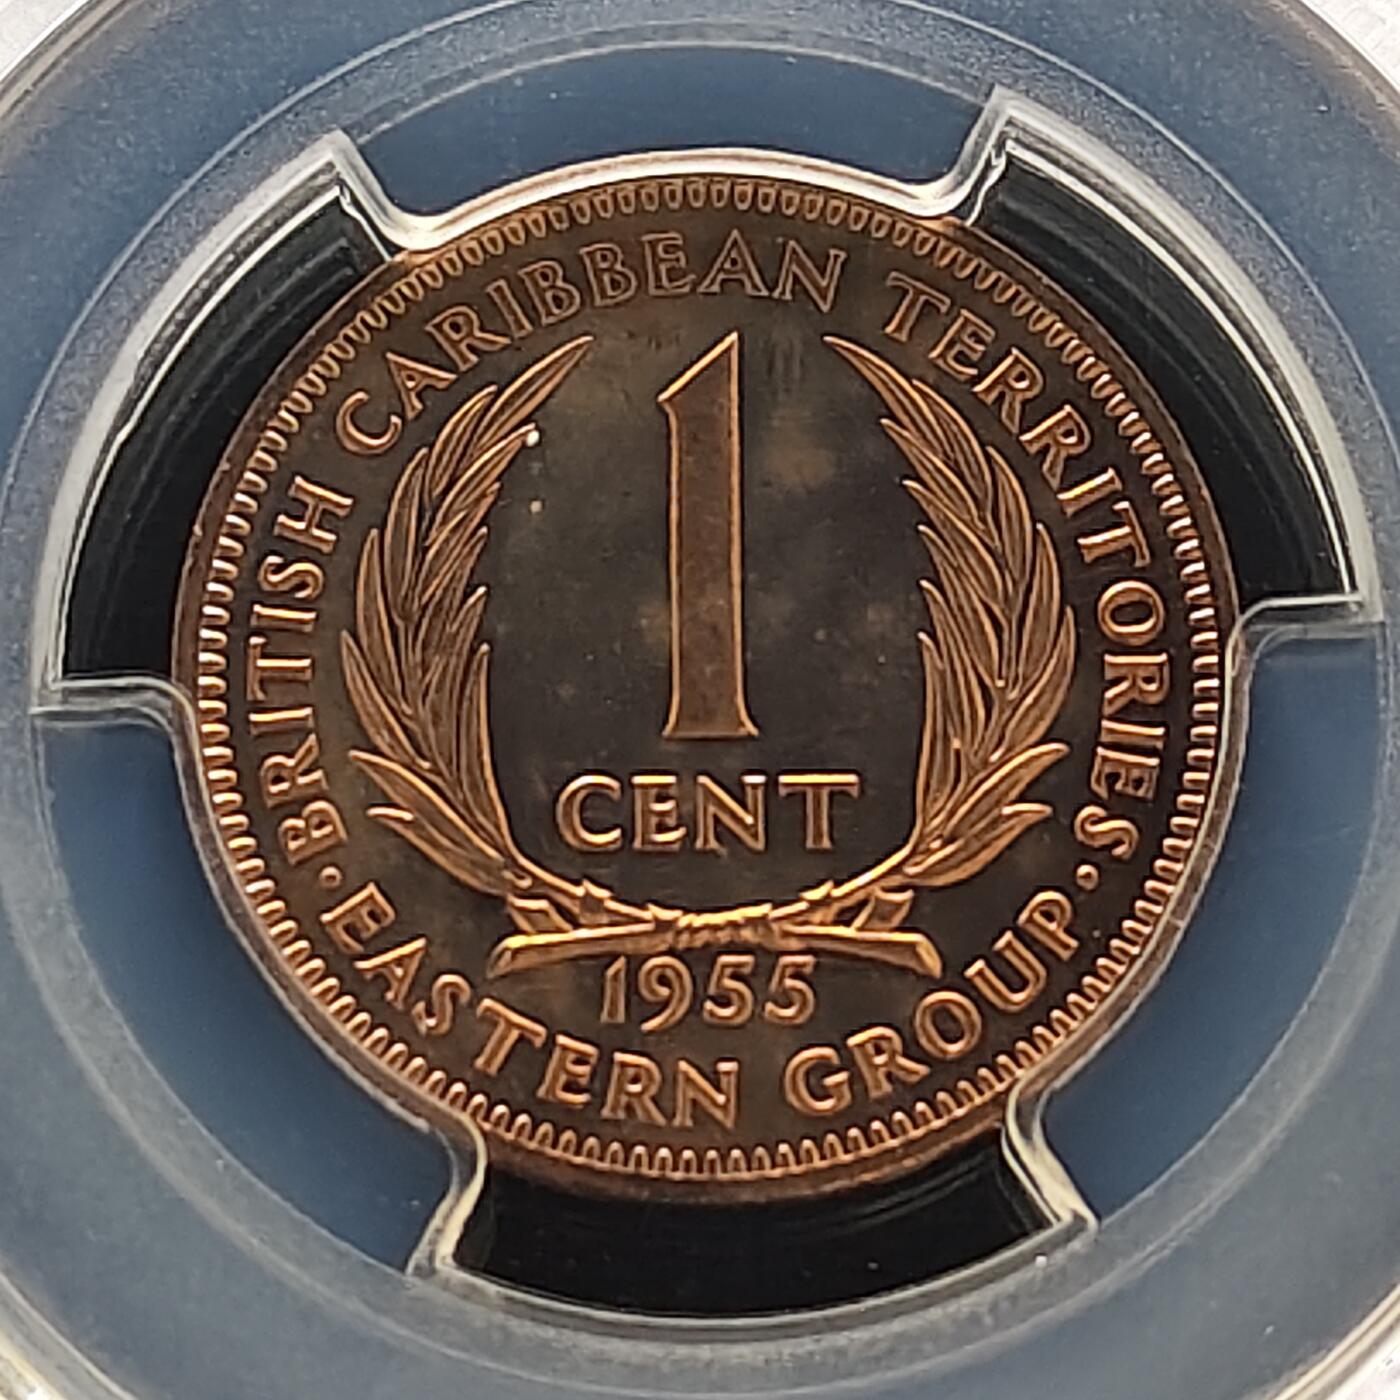 BRITISH CARIBBEAN TERRITORIES
1
CENT
1955
· EASTERN GROUP ·